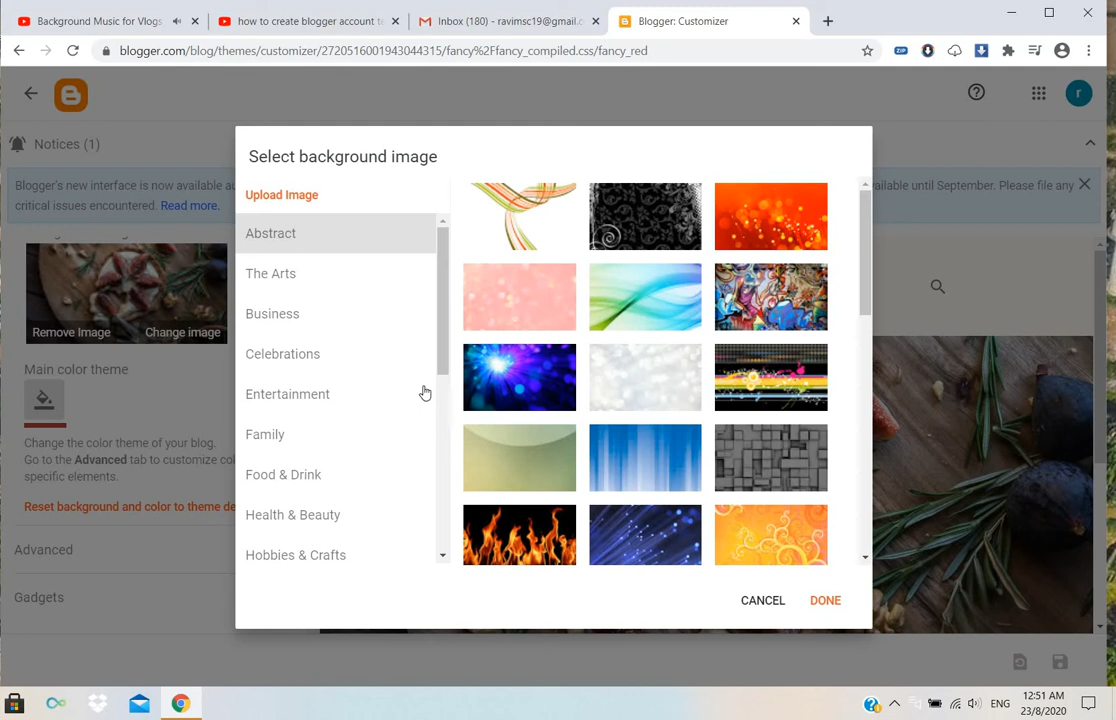 Background Music for Vlogs
how to create blogger account te
Inbox (180) - ravimsc19@gmail.c
Blogger: Customizer
blogger.com/blog/themes/customizer/2720516001943044315/fancy%2Ffancy_compiled.css/fancy_red
ZIP
r
Notices (1)
Blogger's new interface is now available au
ailable until September. Please file any
critical issues encountered. Read more.
Select background image
Upload Image
Abstract
The Arts
Business
Celebrations
Entertainment
Family
Food & Drink
Health & Beauty
Hobbies & Crafts
Remove Image
Change image
Main color theme
Change the color theme of your blog.
Go to the Advanced tab to customize col
specific elements.
Reset background and color to theme de
Advanced
Gadgets
CANCEL
DONE
ENG
12:51 AM
23/8/2020